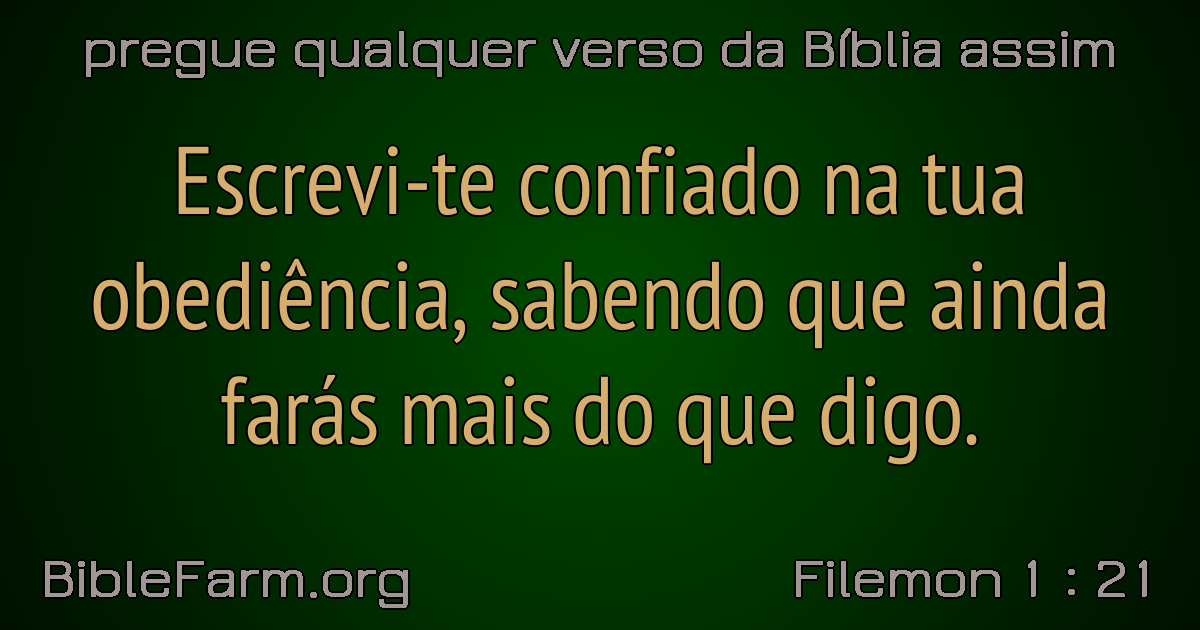 pregue qualquer verso da Bíblia assim
Escrevi-te confiado na tua
obediência, sabendo que ainda
farás mais do que digo.
BibleFarm.org
Filemon 1 : 21